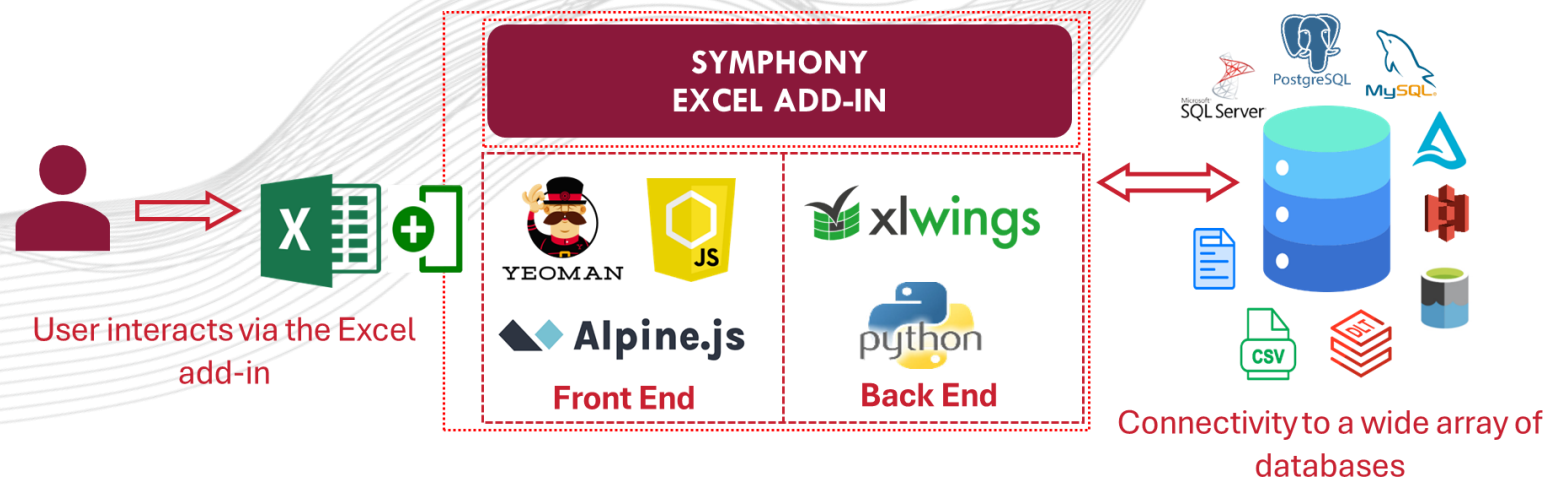 SYMPHONY
EXCEL ADD-IN
X
User interacts via the Excel
add-in
YEOMAN
JS
Alpine.js
Front End
xlwings
python
Back End
PostgreSQL
MySQL
Microsoft
SQL Server
CSV
DLT
Connectivity to a wide array of
databases